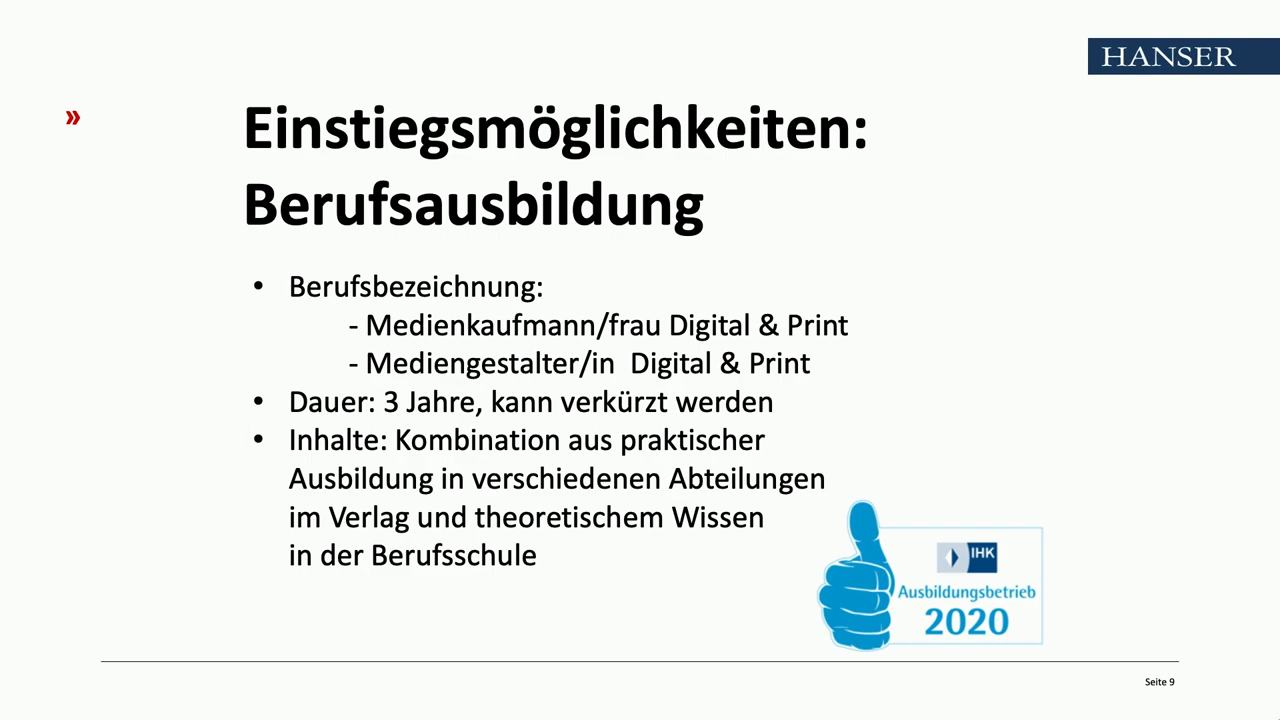 HANSER
»
Einstiegsmöglichkeiten:
Berufsausbildung
• Berufsbezeichnung:
- Medienkaufmann/frau Digital & Print
- Mediengestalter/in Digital & Print
• Dauer: 3 Jahre, kann verkürzt werden
• Inhalte: Kombination aus praktischer
Ausbildung in verschiedenen Abteilungen
im Verlag und theoretischem Wissen
in der Berufsschule
IHK
Ausbildungsbetrieb
2020
Seite 9